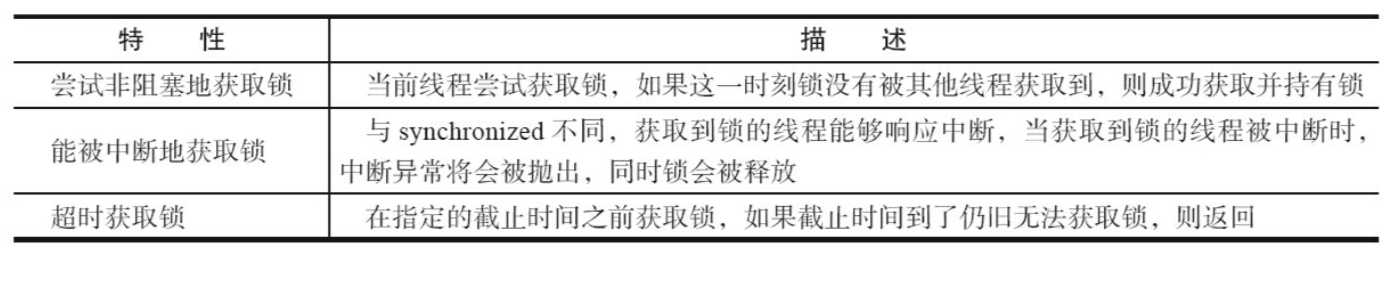 特 性 描 述
尝试非阻塞地获取锁 当前线程尝试获取锁，如果这一时刻锁没有被其他线程获取到，则成功获取并持有锁
能被中断地获取锁 与 synchronized 不同，获取到锁的线程能够响应中断，当获取到锁的线程被中断时，
中断异常将会被抛出，同时锁会被释放
超时获取锁 在指定的截止时间之前获取锁，如果截止时间到了仍旧无法获取锁，则返回